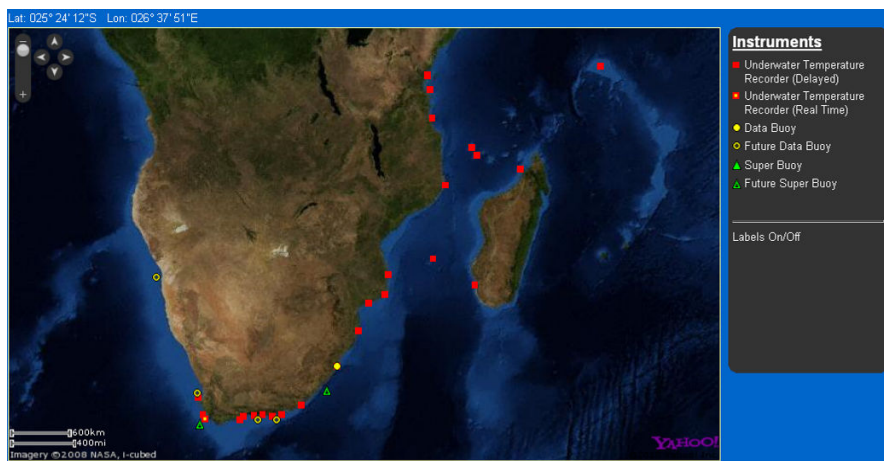 Lat: 025° 24' 12"S Lon: 026° 37' 51"E
Instruments
Underwater Temperature
Recorder (Delayed)
Underwater Temperature
Recorder (Real Time)
Data Buoy
Future Data Buoy
Super Buoy
Future Super Buoy
Labels On/Off
600km
400mi
Imagery ©2008 NASA, I-cubed
YAHOO!